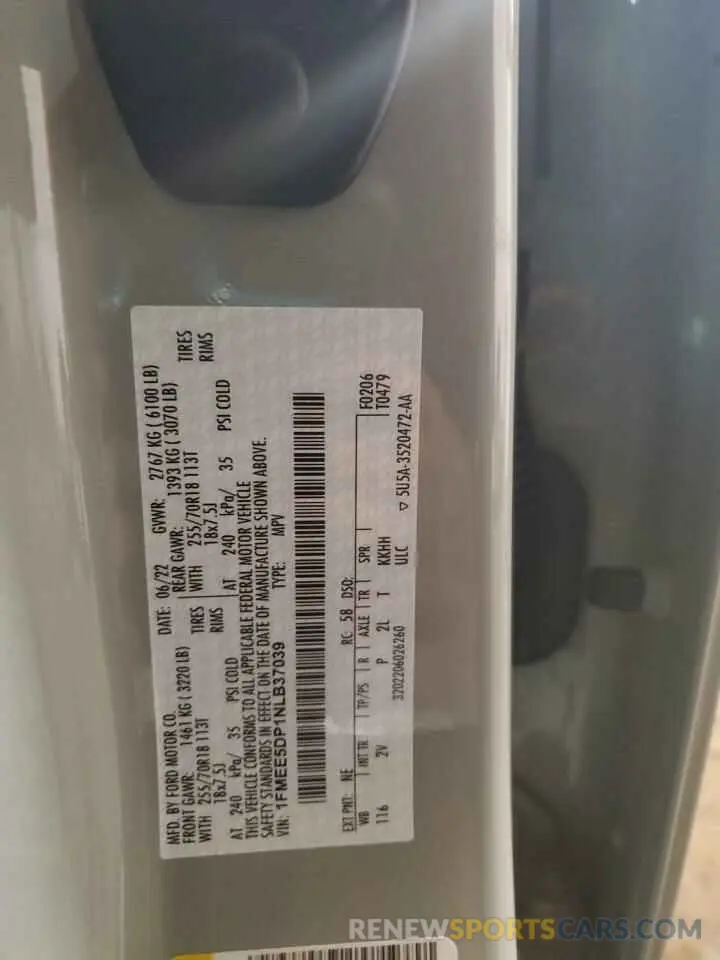 MFD. BY FORD MOTOR CO.
DATE: 06/22 GVWR: 2767 KG ( 6100 LB)
FRONT GAWR: 1461 KG ( 3220 LB)
REAR GAWR: 1393 KG ( 3070 LB)
WITH 255/70R18 113T TIRES
WITH 255/70R18 113T TIRES
18x7.5J RIMS
18x7.5J RIMS
AT 240 kPa/ 35 PSI COLD
AT 240 kPa/ 35 PSI COLD
THIS VEHICLE CONFORMS TO ALL APPLICABLE FEDERAL MOTOR VEHICLE
SAFETY STANDARDS IN EFFECT ON THE DATE OF MANUFACTURE SHOWN ABOVE.
VIN: 1FMEE5DP1NLB37039 TYPE: MPV
EXT PNT: NE RC: 58 DSO: F0206
WB INT TR TP/PS R AXLE TR SPR T0479
116 2V P 2L T KKHH
3202206026260 ULC ▽ 5U5A-3520472-AA
RENEWSPORTSCARS.COM